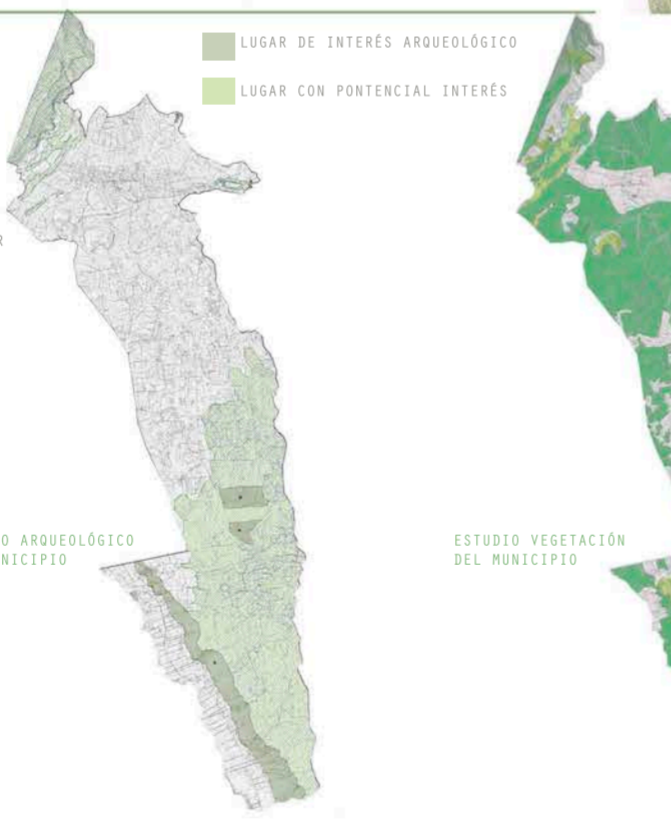 LUGAR DE INTERÉS ARQUEOLÓGICO
LUGAR CON PONTENCIAL INTERÉS
R
O ARQUEOLÓGICO
NICIPIO
ESTUDIO VEGETACIÓN
DEL MUNICIPIO